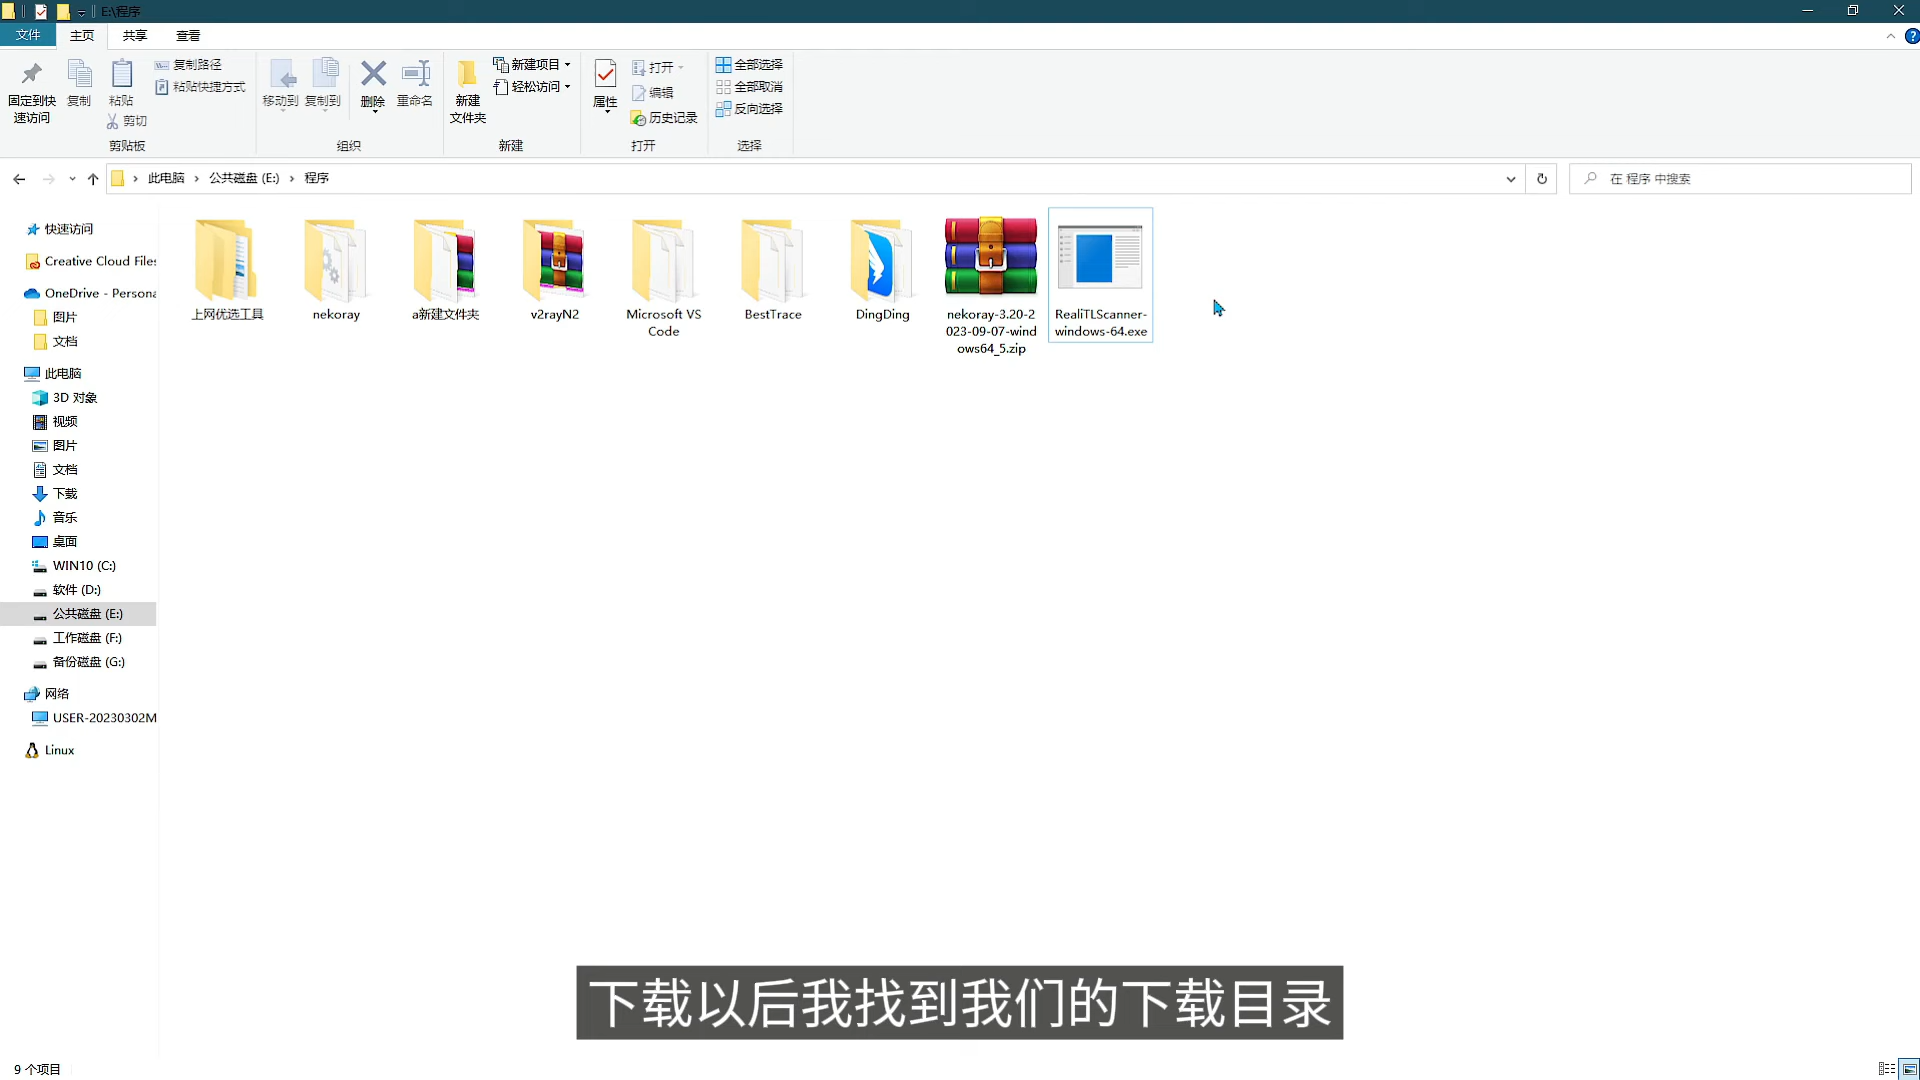 E:\程序
文件
主页
共享
查看
固定到快
速访问
复制
粘贴
复制路径
粘贴快捷方式
剪切
剪贴板
移动到
复制到
删除
重命名
组织
新建
文件夹
新建项目
轻松访问
新建
属性
打开
编辑
历史记录
打开
全部选择
全部取消
反向选择
选择
此电脑
公共磁盘 (E:)
程序
在 程序 中搜索
快速访问
Creative Cloud Files
OneDrive - Persona
图片
文档
此电脑
3D 对象
视频
图片
文档
下载
音乐
桌面
WIN10 (C:)
软件 (D:)
公共磁盘 (E:)
工作磁盘 (F:)
备份磁盘 (G:)
网络
USER-20230302M
Linux
上网优选工具
nekoray
a新建文件夹
v2rayN2
Microsoft VS
Code
BestTrace
DingDing
nekoray-3.20-2
023-09-07-wind
ows64_5.zip
RealiTLScanner-
windows-64.exe
下载以后我找到我们的下载目录
9 个项目